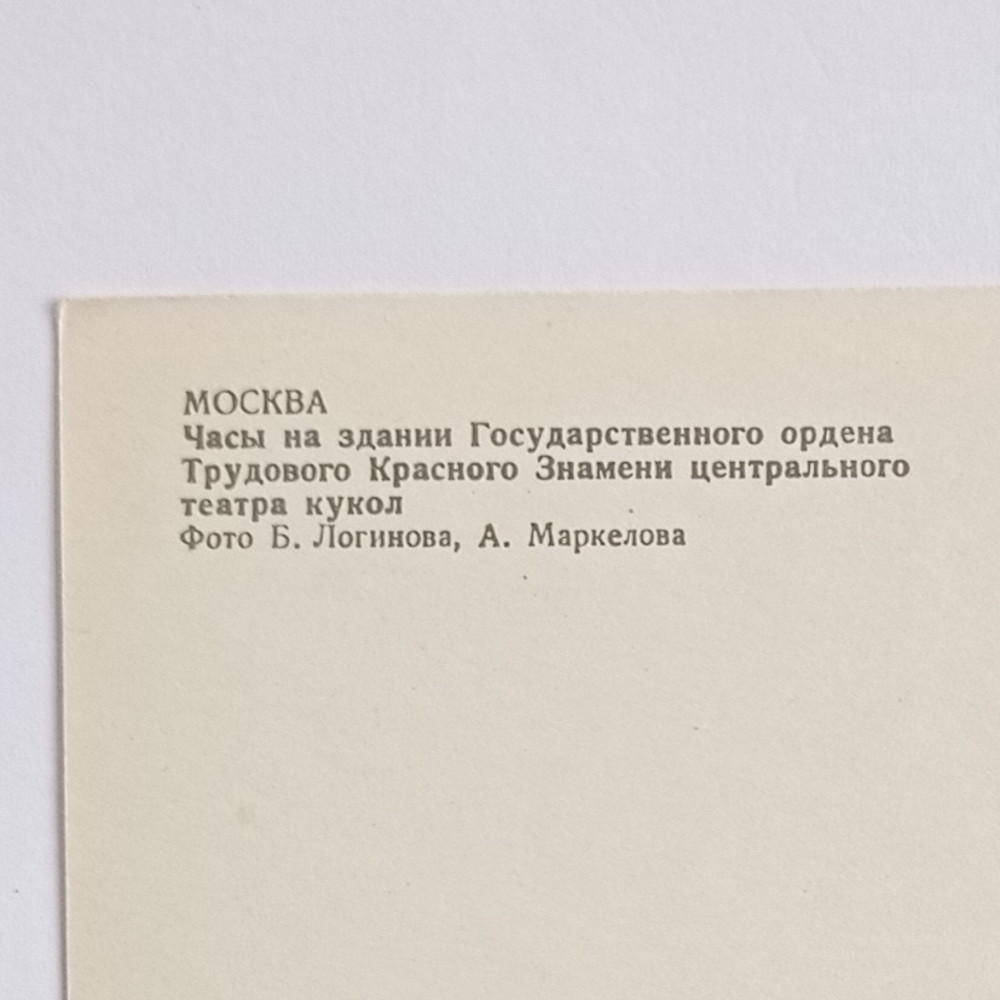 МОСКВА
Часы на здании Государственного ордена
Трудового Красного Знамени центрального
театра кукол
Фото Б. Логинова, А. Маркелова